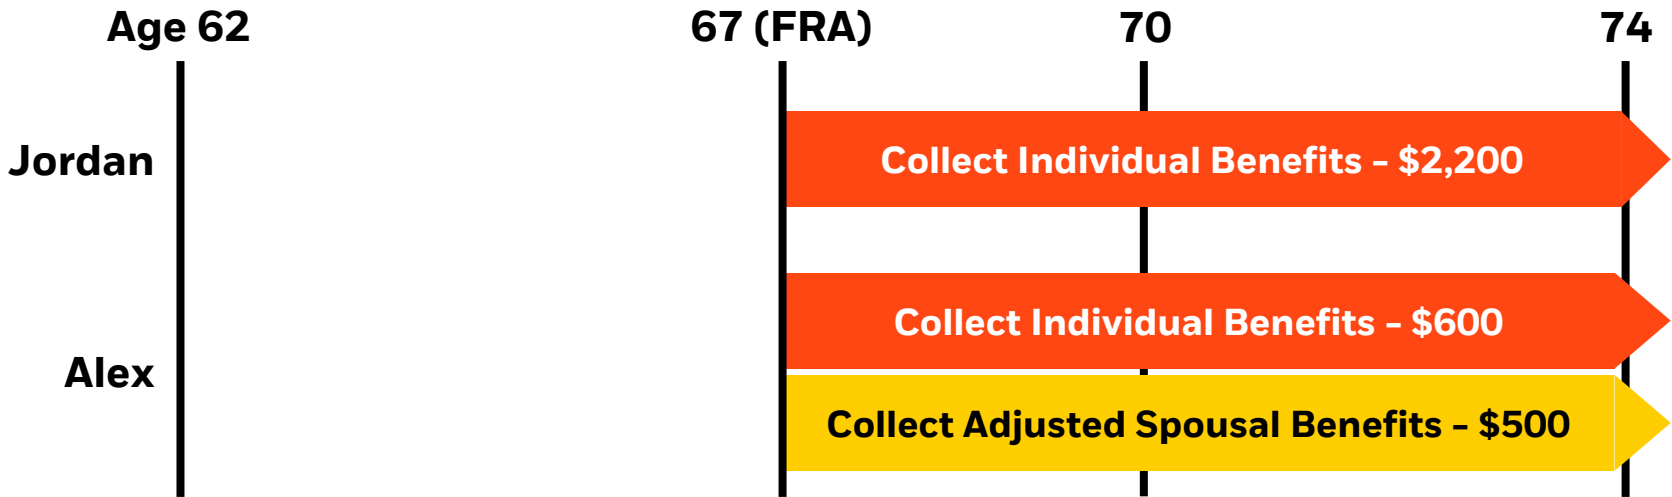 Age 62 67 (FRA) 70 74
Jordan
Collect Individual Benefits - $2,200
Alex
Collect Individual Benefits - $600
Collect Adjusted Spousal Benefits - $500